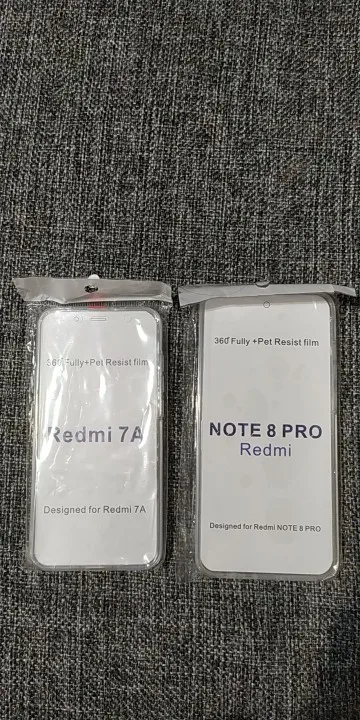 360° Fully+Pet Resist film
Redmi 7A
Designed for Redmi 7A
360° Fully +Pet Resist film
NOTE 8 PRO
Redmi
Designed for Redmi NOTE 8 PRO